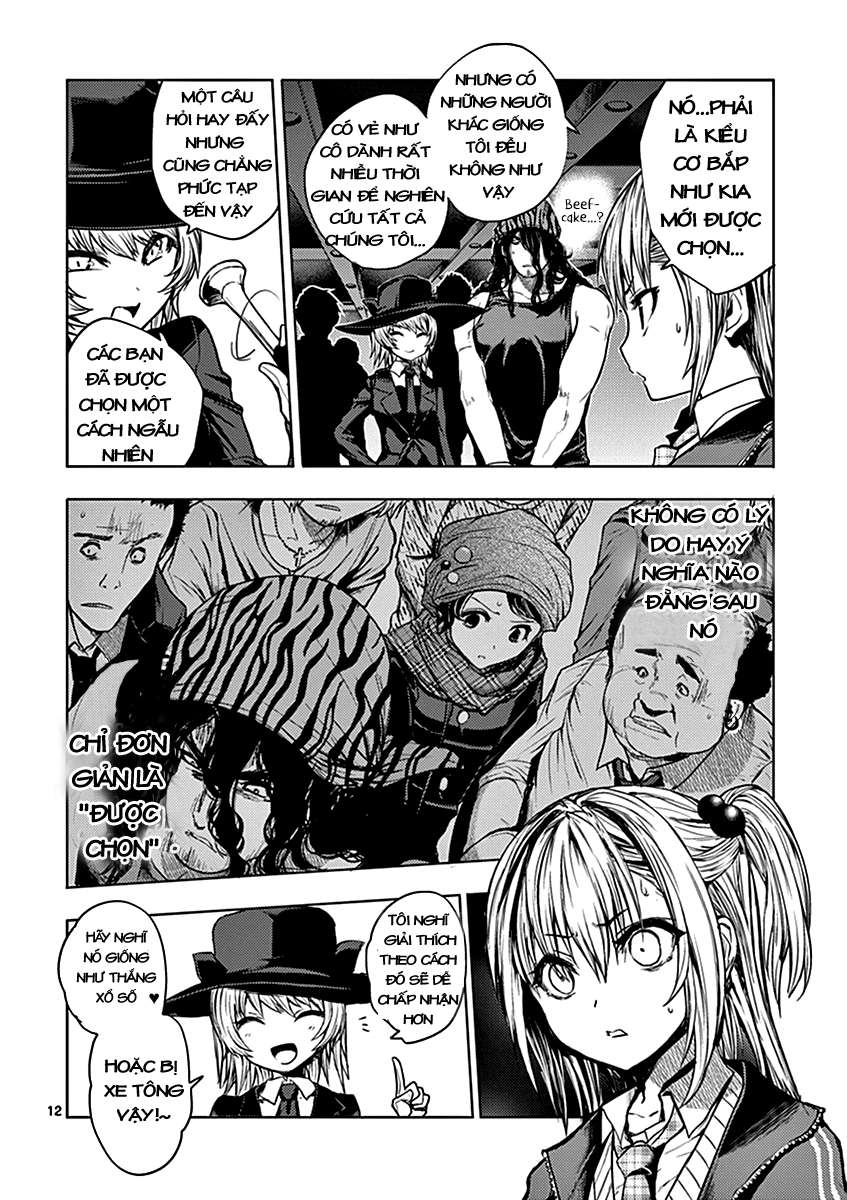 NÓ...PHẢI
LÀ KIỂU
CƠ BẮP
NHƯ KIA
MỚI ĐƯỢC
CHỌN...
Beef-
cake...?
NHƯNG CÓ
NHỮNG NGƯỜI
KHÁC GIỐNG
TÔI ĐỀU
KHÔNG NHƯ
VẬY
CÓ VẺ NHƯ
CÔ DÀNH RẤT
NHIỀU THỜI
GIAN ĐỂ NGHIÊN
CỨU TẤT CẢ
CHÚNG TÔI...
MỘT CÂU
HỎI HAY ĐẤY
NHƯNG
CŨNG CHẲNG
PHỨC TẠP
ĐẾN VẬY
CÁC BẠN
ĐÃ ĐƯỢC
CHỌN MỘT
CÁCH NGẪU
NHIÊN
KHÔNG CÓ LÝ
DO HAY Ý
NGHĨA NÀO
ĐẰNG SAU
NÓ
CHỈ ĐƠN
GIẢN LÀ
"ĐƯỢC
CHỌN"
TÔI NGHĨ
GIẢI THÍCH
THEO CÁCH
ĐÓ SẼ DỄ
CHẤP NHẬN
HƠN
HÃY NGHĨ
NÓ GIỐNG
NHƯ THẮNG
XỔ SỐ ♥
HOẶC BỊ
XE TÔNG
VẬY!~
12